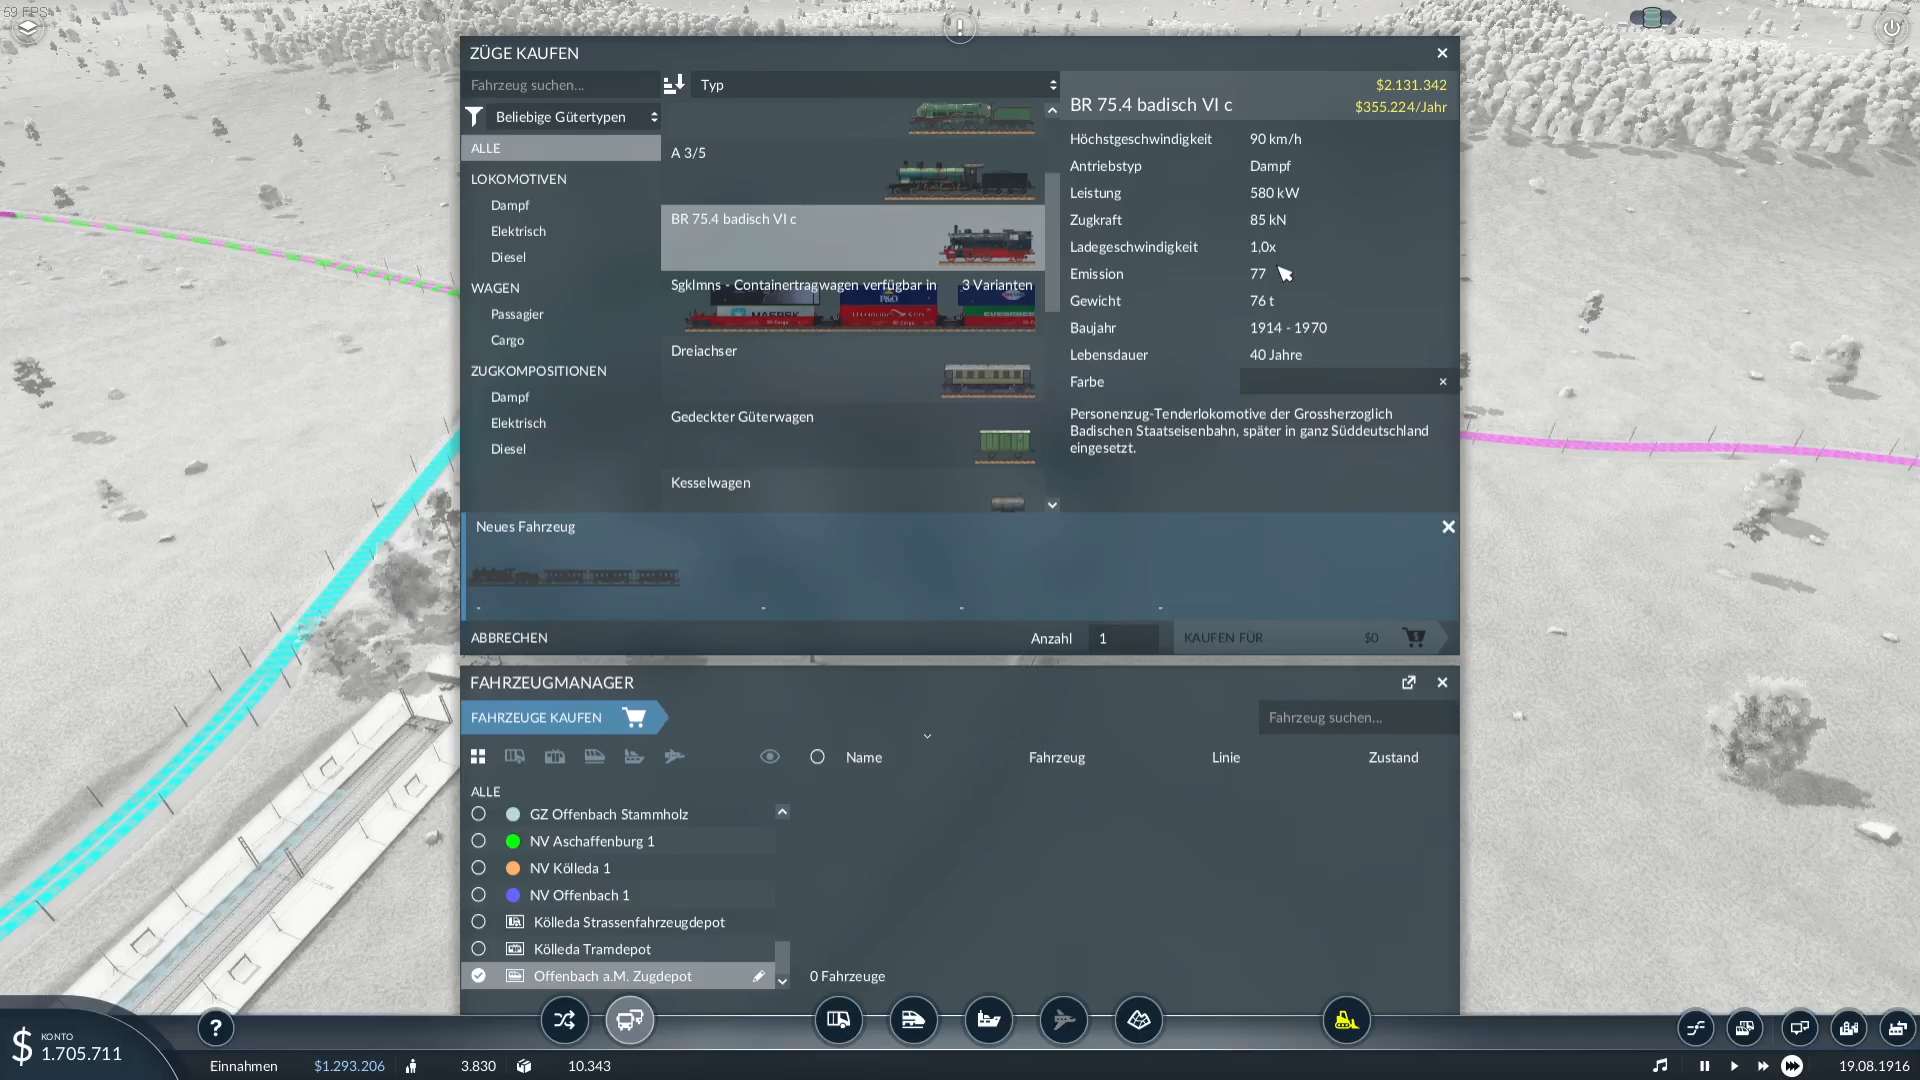 59 FPS
ZÜGE KAUFEN
Fahrzeug suchen...
Typ
$2.131.342
BR 75.4 badisch VI c
$355.224/Jahr
Beliebige Gütertypen
ALLE
LOKOMOTIVEN
Dampf
Elektrisch
Diesel
WAGEN
Passagier
Cargo
ZUGKOMPOSITIONEN
Dampf
Elektrisch
Diesel
A 3/5
BR 75.4 badisch VI c
Sgklmns - Containertragwagen verfügbar in 3 Varianten
P&O
MAERSK
Dreiachser
Gedeckter Güterwagen
Kesselwagen
Höchstgeschwindigkeit 90 km/h
Antriebstyp Dampf
Leistung 580 kW
Zugkraft 85 kN
Ladegeschwindigkeit 1,0x
Emission 77
Gewicht 76 t
Baujahr 1914 - 1970
Lebensdauer 40 Jahre
Farbe
Personenzug-Tenderlokomotive der Grossherzoglich
Badischen Staatseisenbahn, später in ganz Süddeutschland
eingesetzt.
Neues Fahrzeug
- - - -
ABBRECHEN
Anzahl 1
KAUFEN FÜR $0
FAHRZEUGMANAGER
FAHRZEUGE KAUFEN
Fahrzeug suchen...
Name Fahrzeug Linie Zustand
ALLE
GZ Offenbach Stammholz
NV Aschaffenburg 1
NV Kölleda 1
NV Offenbach 1
Kölleda Strassenfahrzeugdepot
Kölleda Tramdepot
Offenbach a.M. Zugdepot
0 Fahrzeuge
?
$ KONTO
1.705.711
Einnahmen $1.293.206 3.830 10.343
19.08.1916